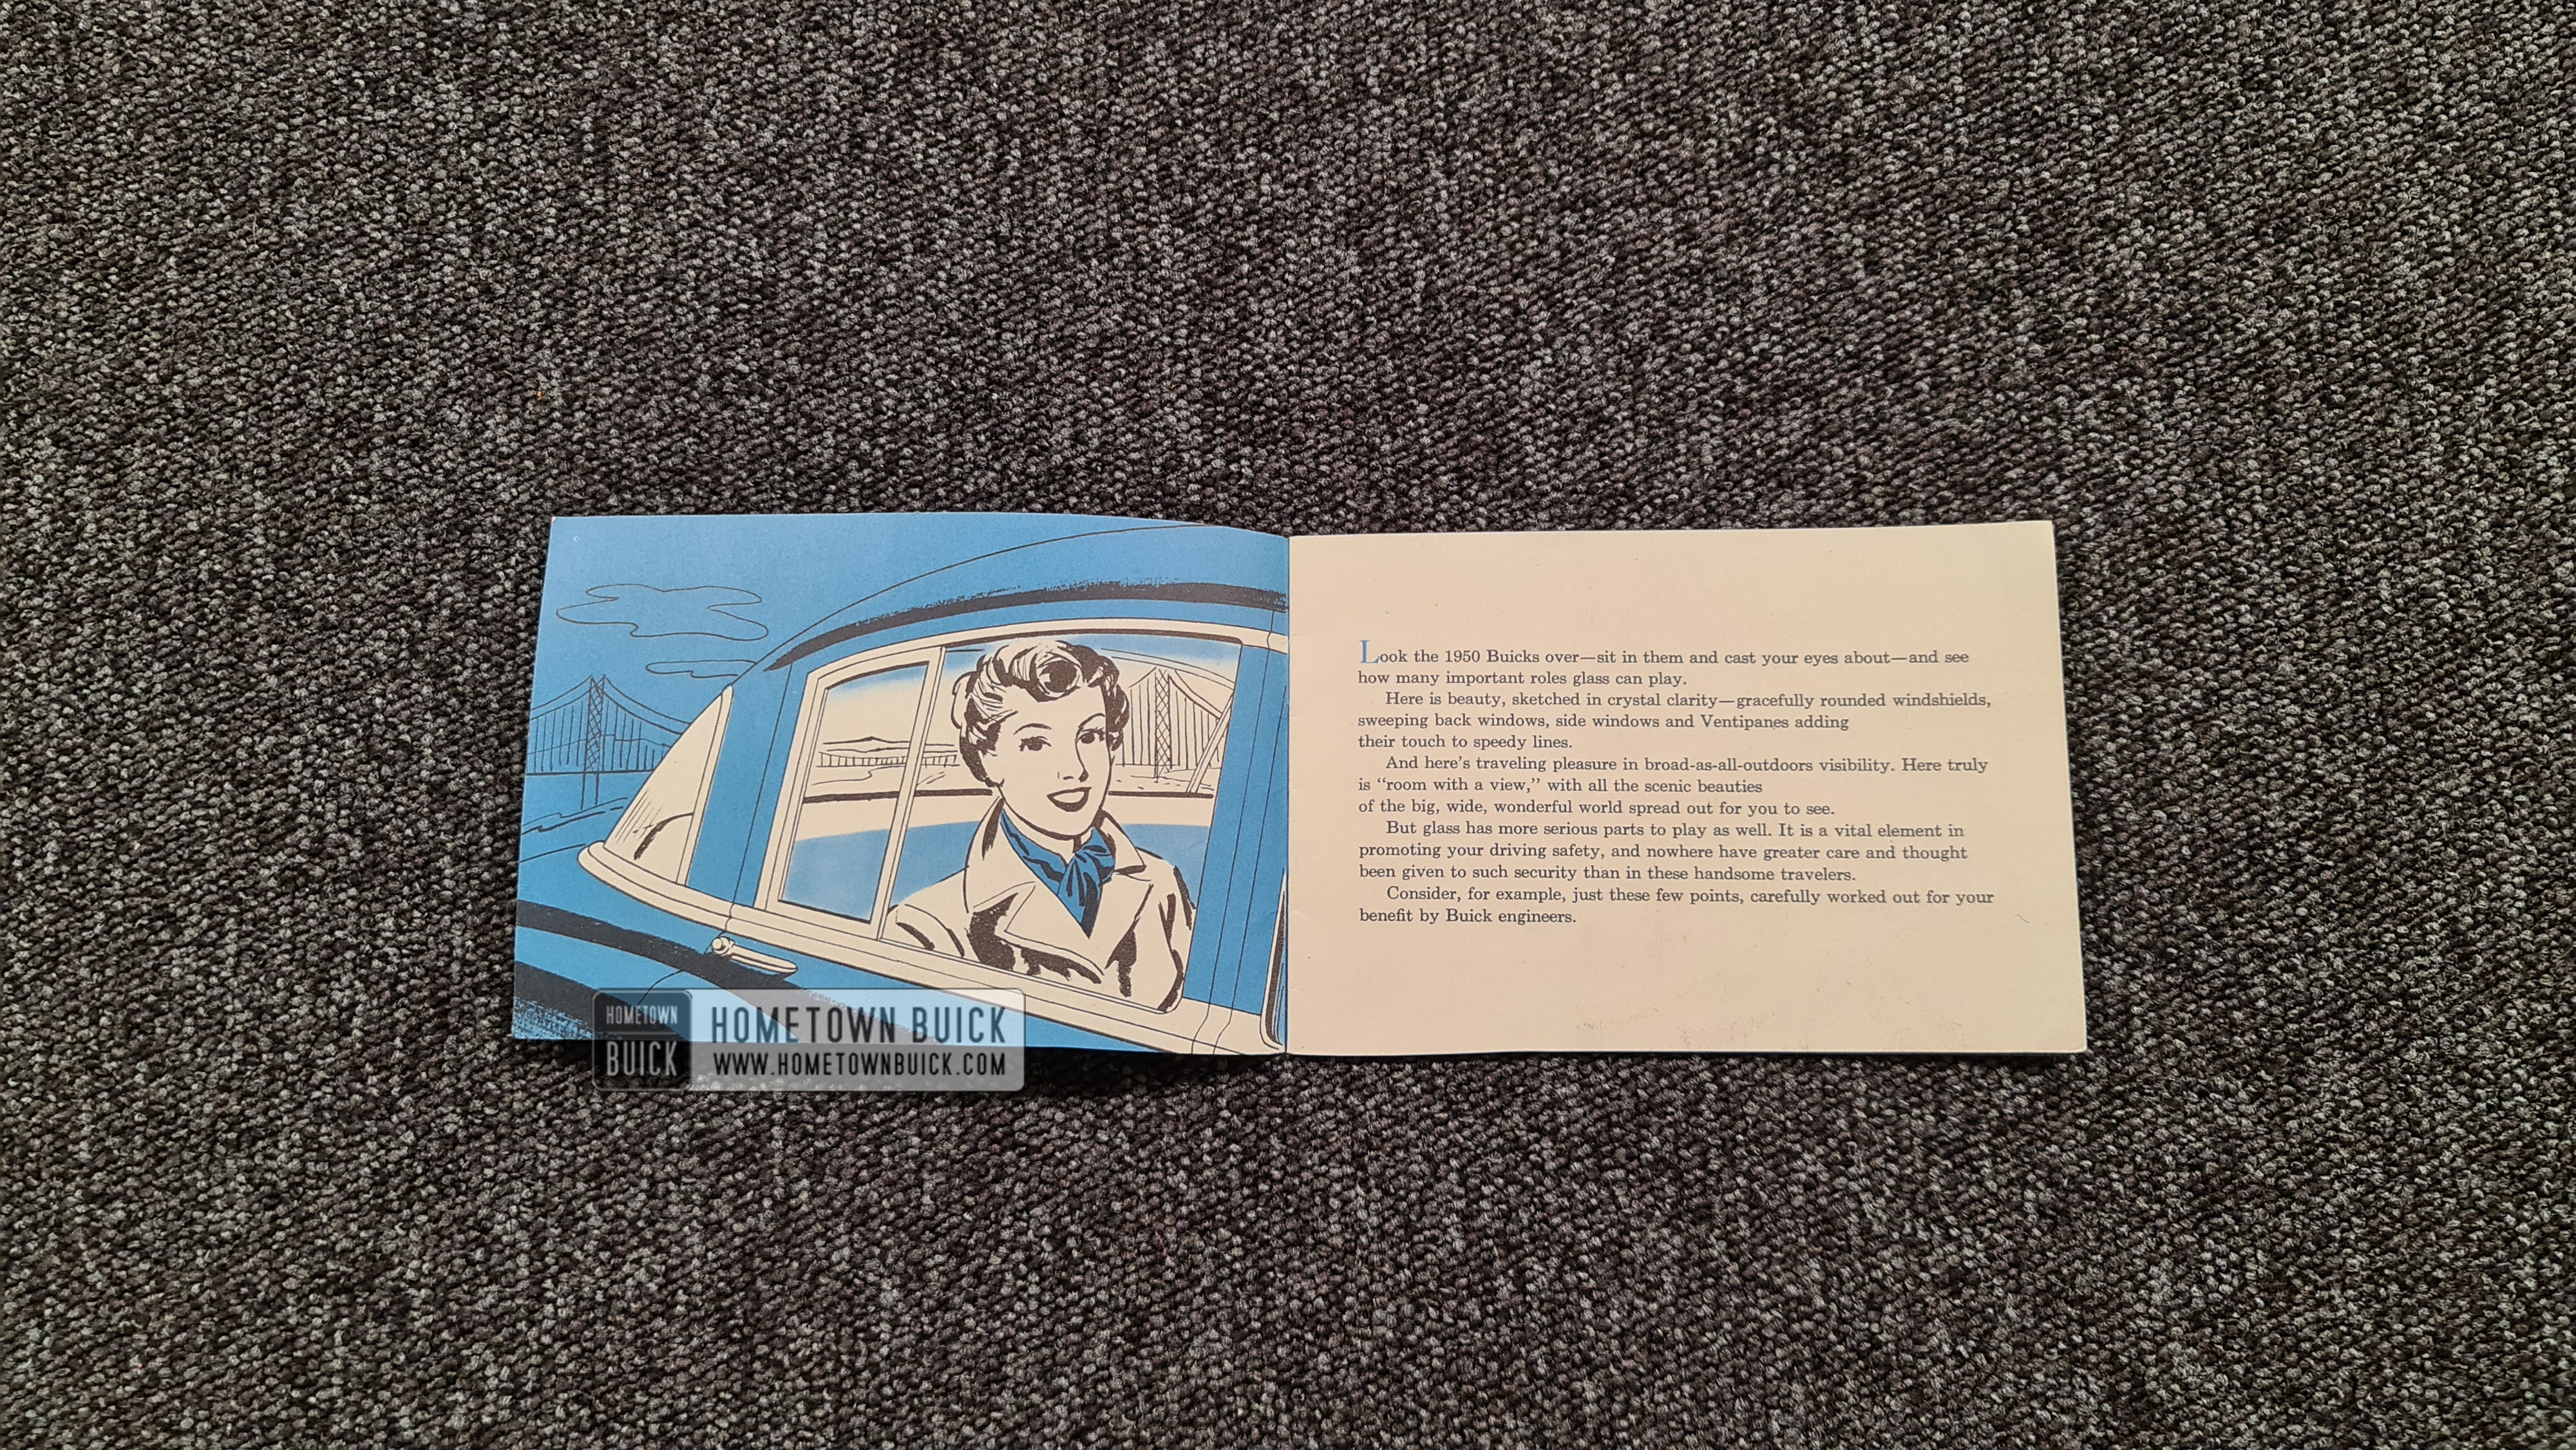 Look the 1950 Buicks over—sit in them and cast your eyes about—and see
how many important roles glass can play.
Here is beauty, sketched in crystal clarity—gracefully rounded windshields,
sweeping back windows, side windows and Ventipanes adding
their touch to speedy lines.
And here's traveling pleasure in broad-as-all-outdoors visibility. Here truly
is “room with a view,” with all the scenic beauties
of the big, wide, wonderful world spread out for you to see.
But glass has more serious parts to play as well. It is a vital element in
promoting your driving safety, and nowhere have greater care and thought
been given to such security than in these handsome travelers.
Consider, for example, just these few points, carefully worked out for your
benefit by Buick engineers.
HOMETOWN
BUICK
HOMETOWN BUICK
WWW.HOMETOWNBUICK.COM